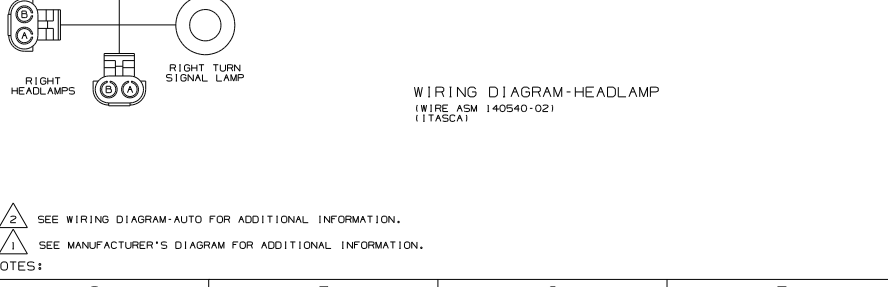 B
A
RIGHT TURN
SIGNAL LAMP
RIGHT
HEADLAMPS
B A
WIRING DIAGRAM-HEADLAMP
(WIRE ASM 140540-02)
(ITASCA)
2 SEE WIRING DIAGRAM-AUTO FOR ADDITIONAL INFORMATION.
1 SEE MANUFACTURER'S DIAGRAM FOR ADDITIONAL INFORMATION.
OTES: